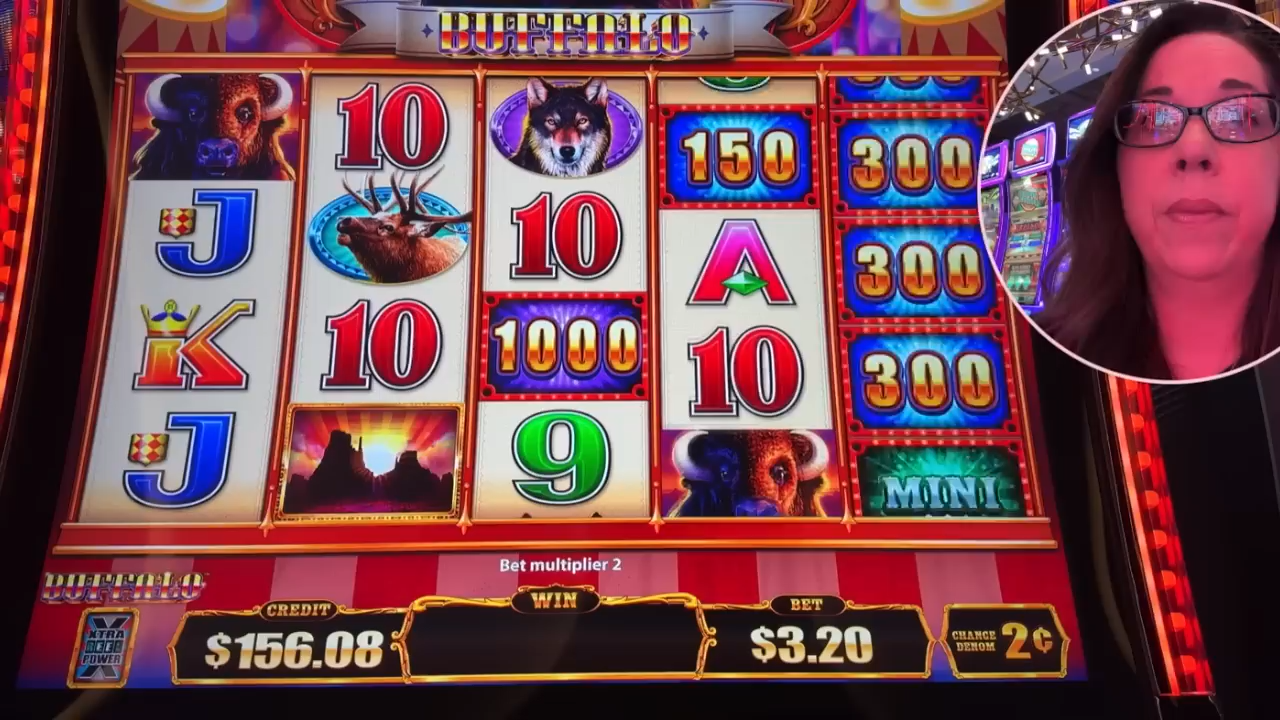 BUFFALO
10
150
300
J
10
A
300
K
10
1000
10
300
J
9
MINI
Bet multiplier 2
BUFFALO
XTRA
REEL
POWER
CREDIT
$156.08
WIN
BET
$3.20
CHANGE
DENOM
2¢